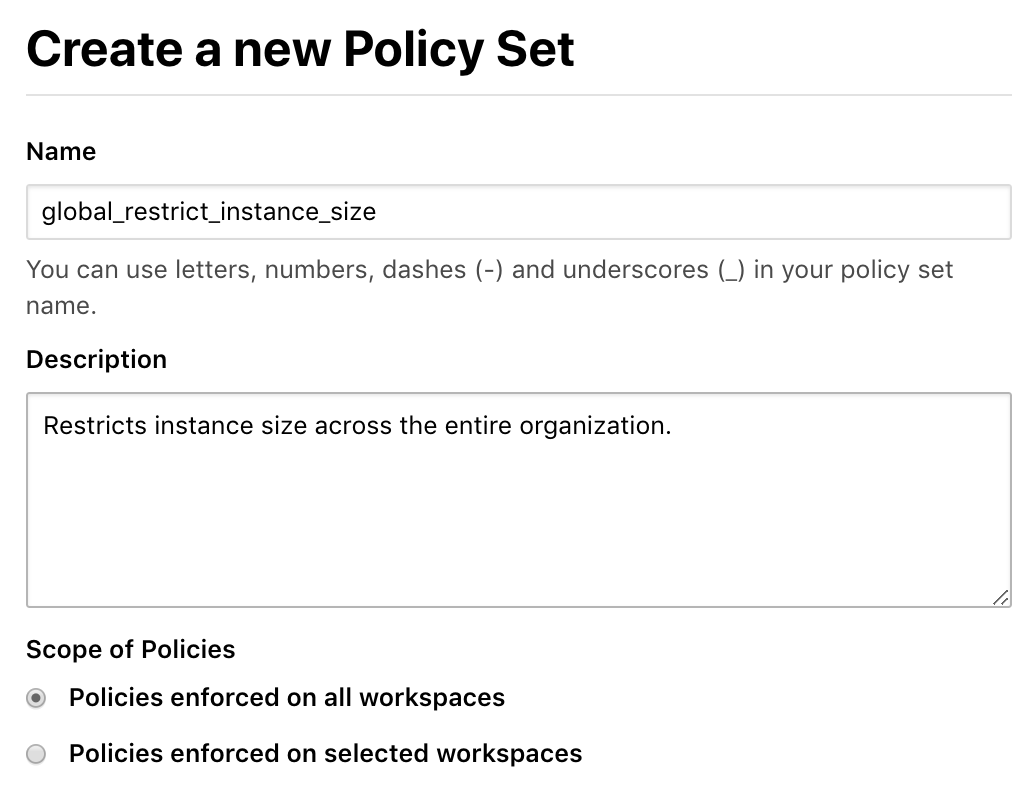 Create a new Policy Set
Name
global_restrict_instance_size
You can use letters, numbers, dashes (-) and underscores (_) in your policy set
name.
Description
Restricts instance size across the entire organization.
Scope of Policies
Policies enforced on all workspaces
Policies enforced on selected workspaces